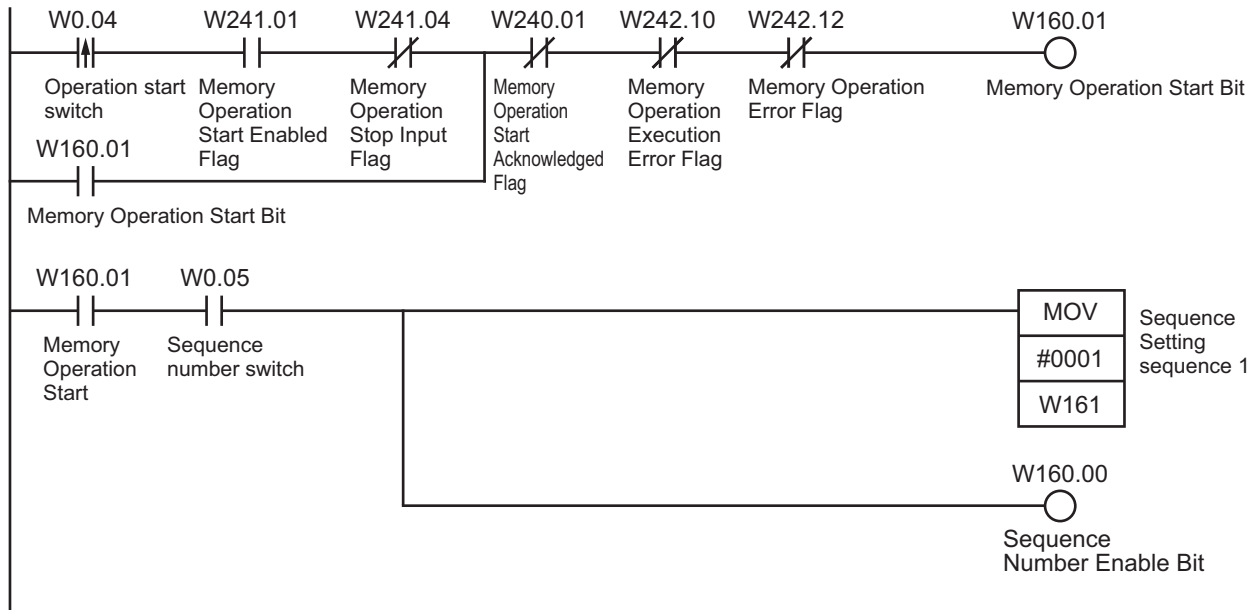 W0.04 W241.01 W241.04 W240.01 W242.10 W242.12 W160.01
Operation start
switch
Memory
Operation
Start Enabled
Flag
Memory
Operation
Stop Input
Flag
Memory
Operation
Start
Acknowledged
Flag
Memory
Operation
Execution
Error Flag
Memory Operation
Error Flag
Memory Operation Start Bit
W160.01
Memory Operation Start Bit
W160.01 W0.05
Memory
Operation
Start
Sequence
number switch
MOV
#0001
W161
Sequence
Setting
sequence 1
W160.00
Sequence
Number Enable Bit